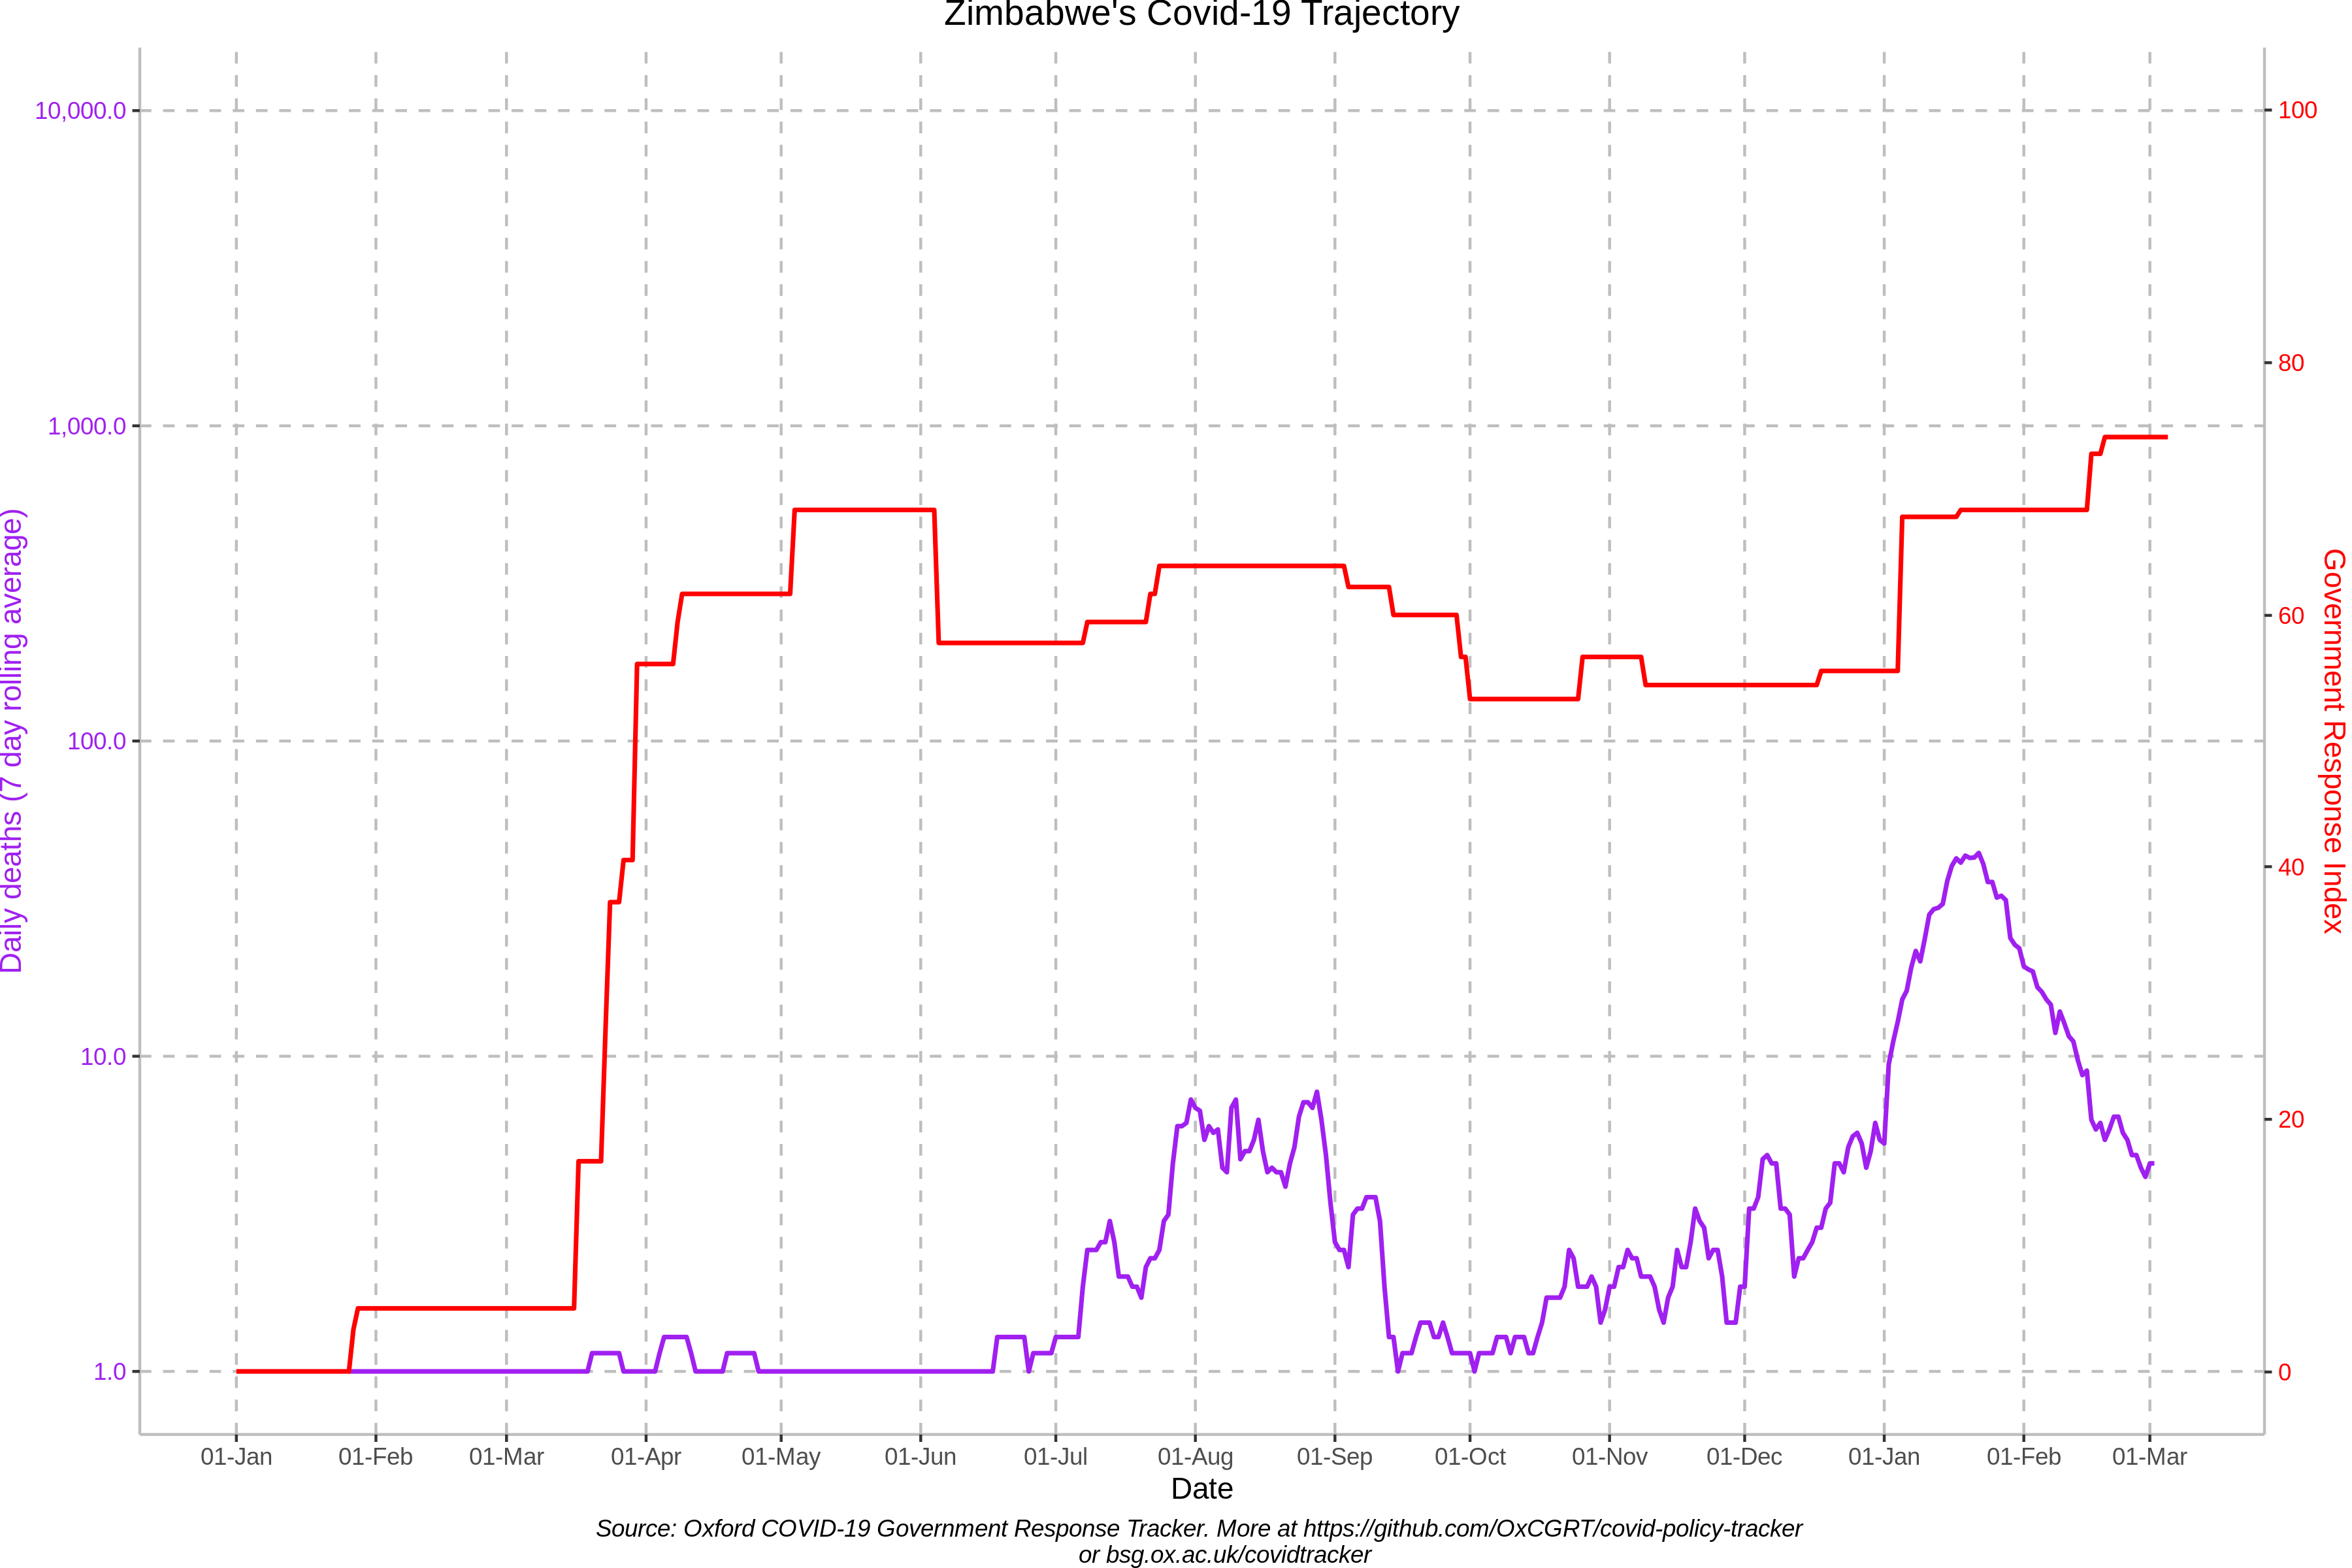 Zimbabwe's Covid-19 Trajectory
10,000.0
1,000.0
100.0
10.0
1.0
Daily deaths (7 day rolling average)
100
80
60
40
20
0
Government Response Index
01-Jan 01-Feb 01-Mar 01-Apr 01-May 01-Jun 01-Jul 01-Aug 01-Sep 01-Oct 01-Nov 01-Dec 01-Jan 01-Feb 01-Mar
Date
Source: Oxford COVID-19 Government Response Tracker. More at https://github.com/OxCGRT/covid-policy-tracker
or bsg.ox.ac.uk/covidtracker